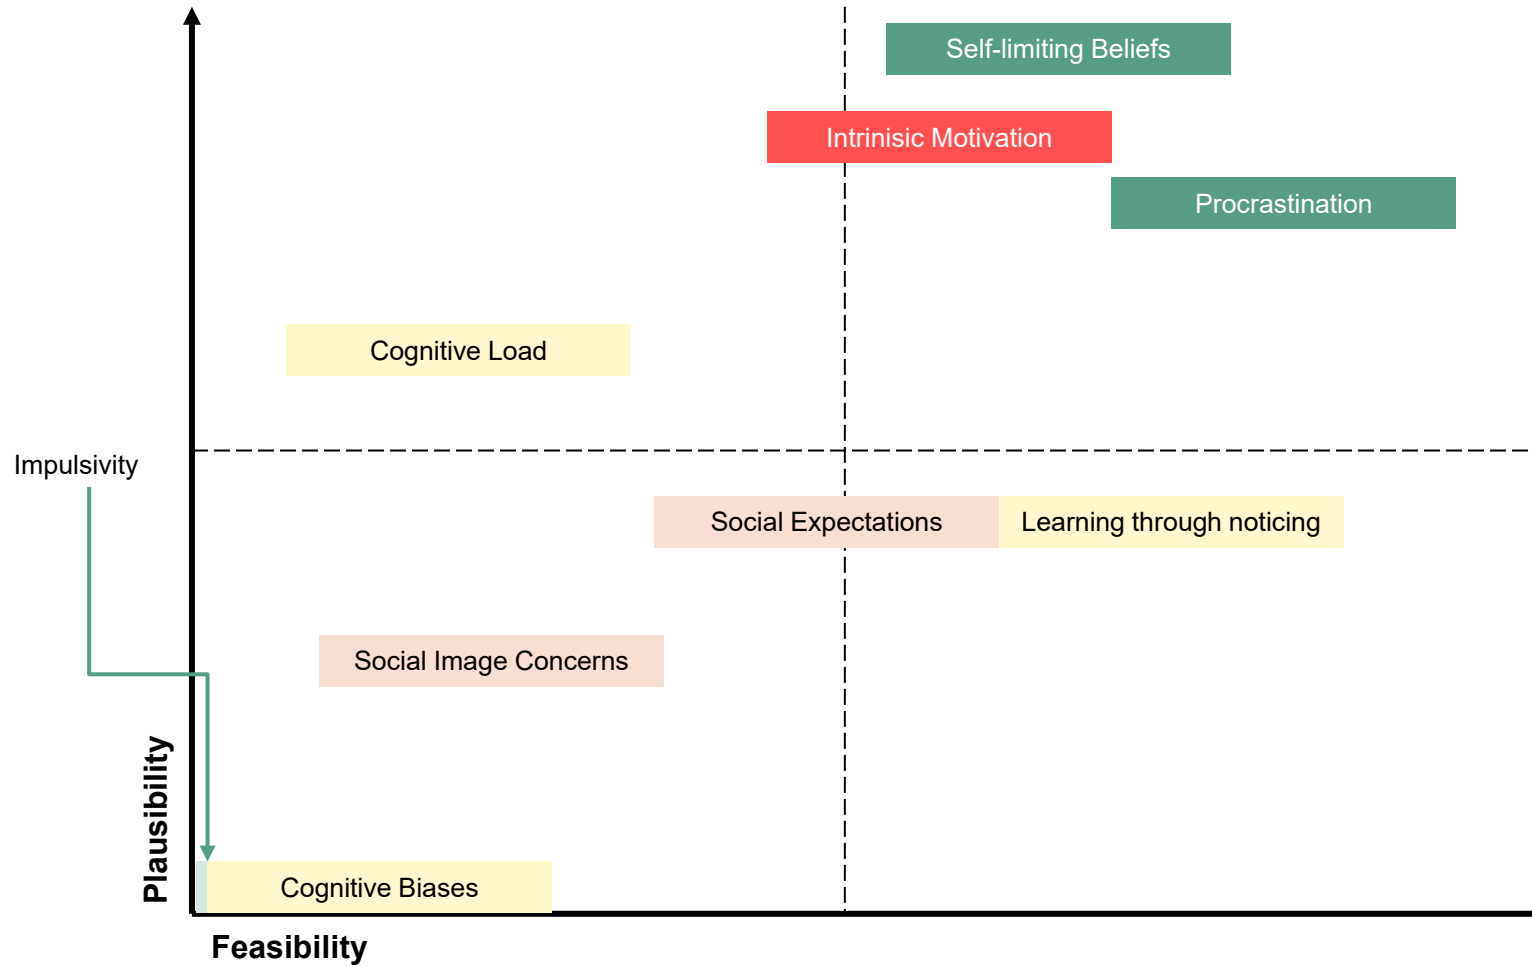 Self-limiting Beliefs
Intrinisic Motivation
Procrastination
Cognitive Load
Impulsivity
Social Expectations
Learning through noticing
Social Image Concerns
Plausibility
Cognitive Biases
Feasibility